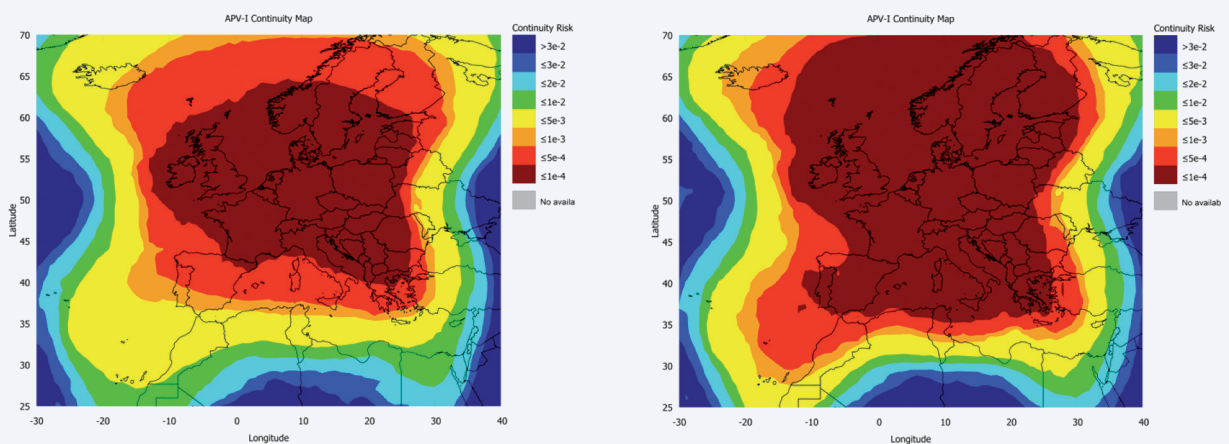 APV-I Continuity Map
Continuity Risk
>3e-2
≤3e-2
≤2e-2
≤1e-2
≤5e-3
≤1e-3
≤5e-4
≤1e-4
No availa
70
65
60
55
50
45
40
35
30
25
Latitude
-30 -20 -10 0 10 20 30 40
Longitude
APV-I Continuity Map
Continuity Risk
>3e-2
≤3e-2
≤2e-2
≤1e-2
≤5e-3
≤1e-3
≤5e-4
≤1e-4
No availab
70
65
60
55
50
45
40
35
30
25
Latitude
-30 -20 -10 0 10 20 30 40
Longitude